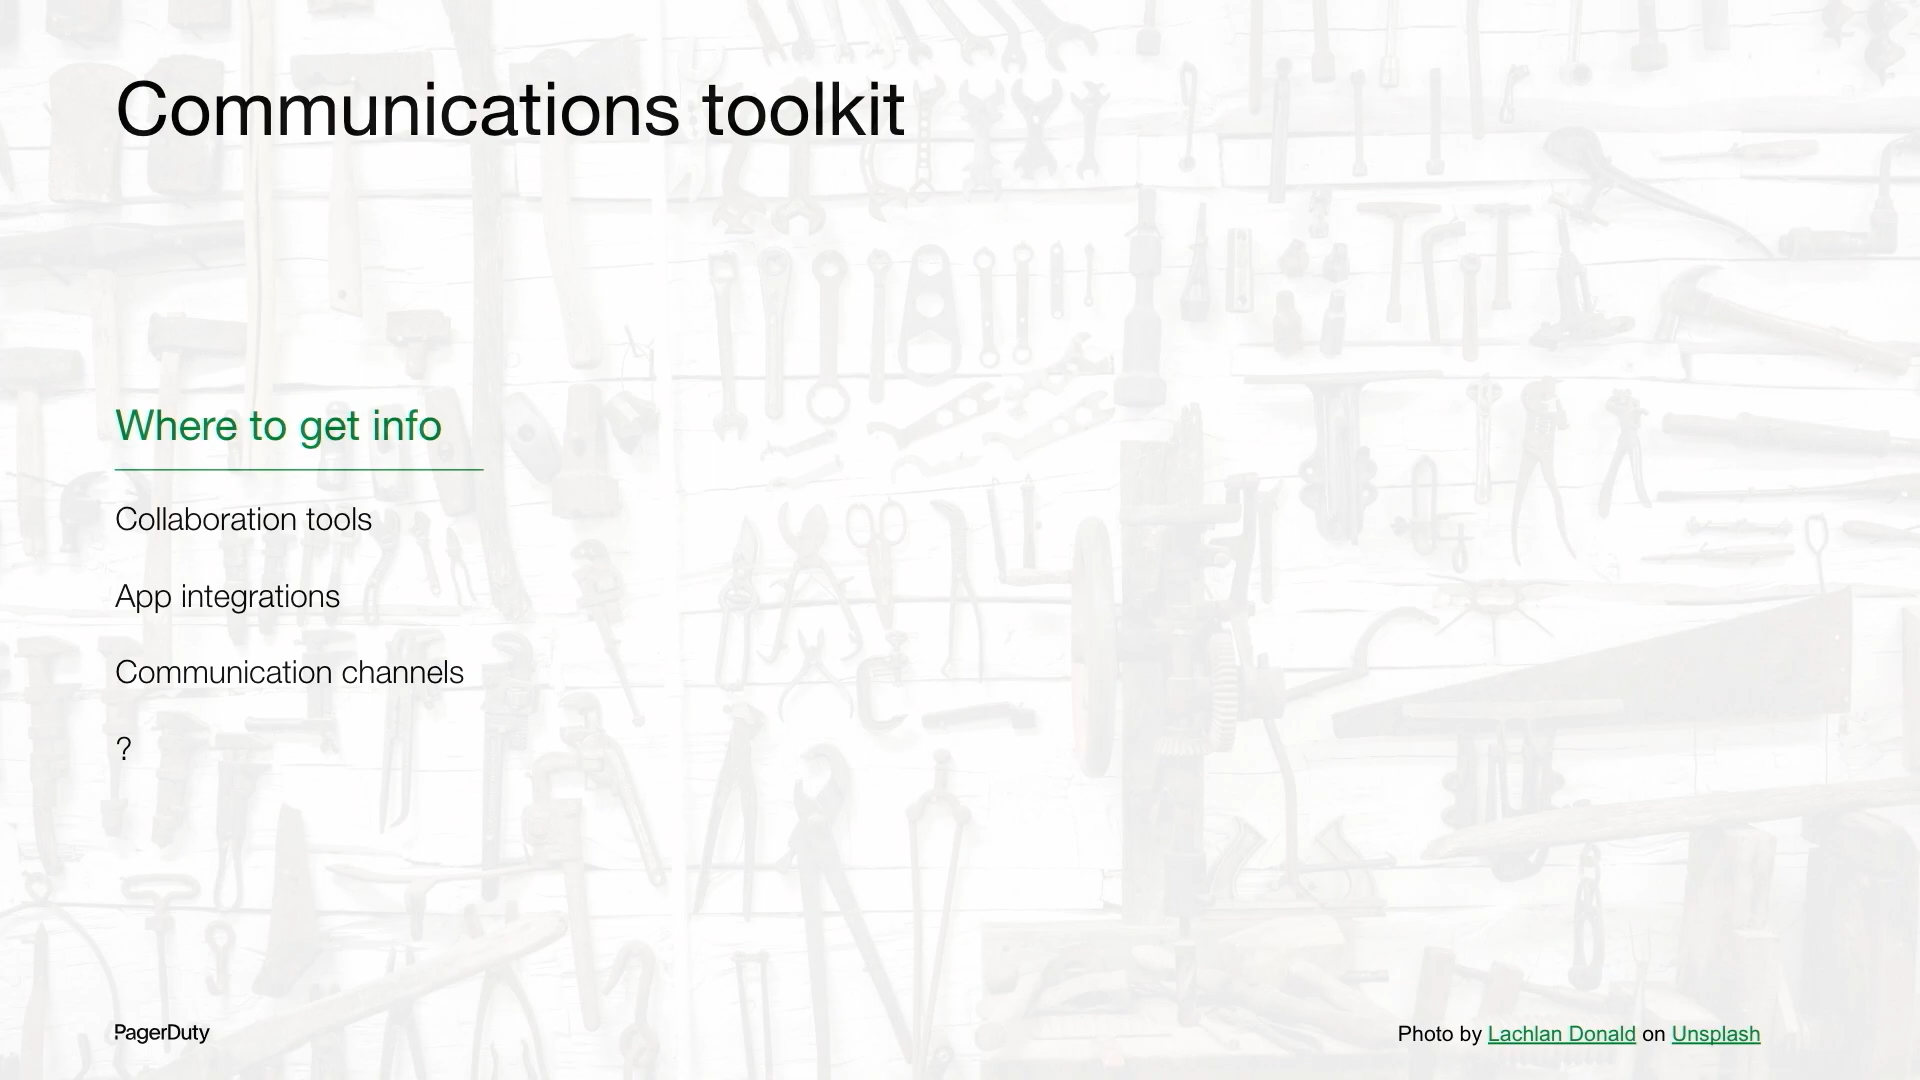 Communications toolkit
Where to get info
Collaboration tools
App integrations
Communication channels
?
PagerDuty
Photo by Lachlan Donald on Unsplash